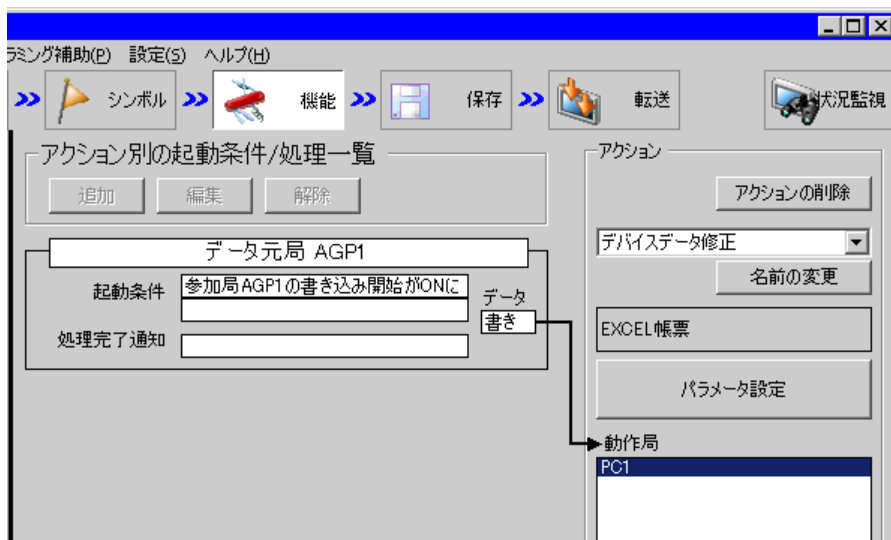 ラミング補助(P) 設定(S) ヘルプ(H)
シンボル 機能 保存 転送 状況監視
アクション別の起動条件/処理一覧
追加 編集 解除
データ元局 AGP1
起動条件 参加局AGP1の書き込み開始がONに
データ
書き
処理完了通知
アクション
アクションの削除
デバイスデータ修正
名前の変更
EXCEL帳票
パラメータ設定
動作局
PC1